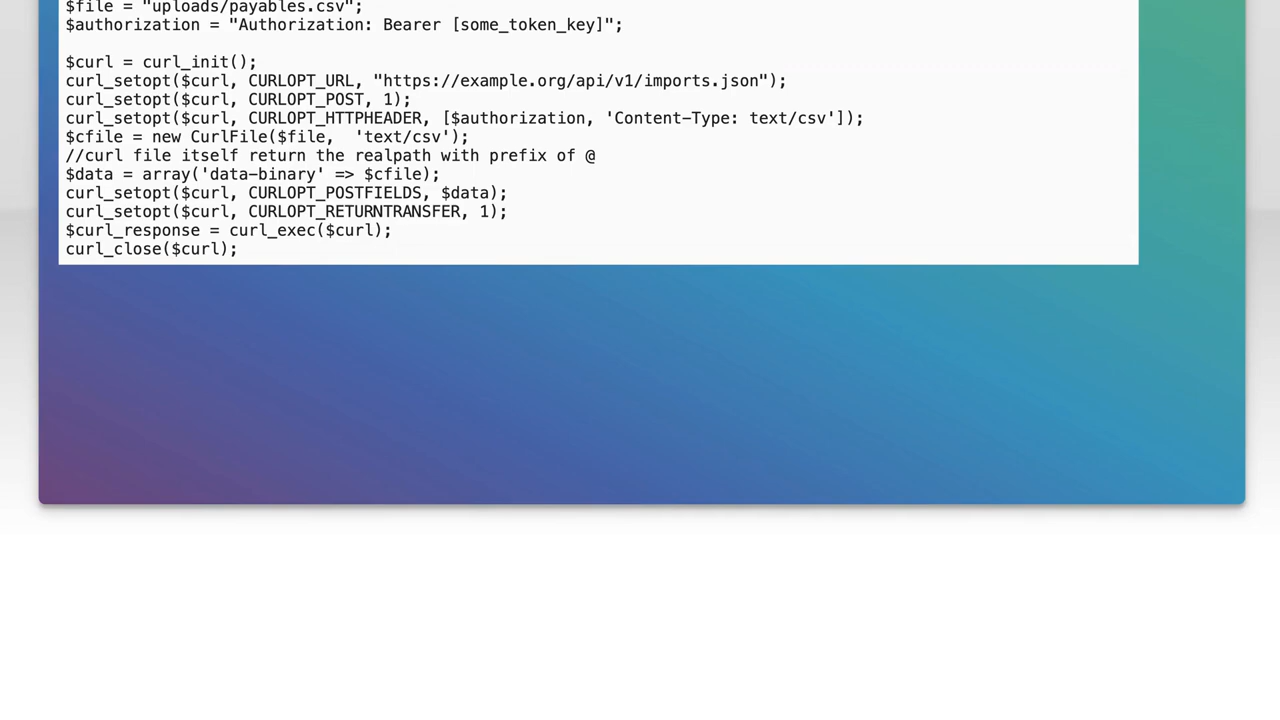 $file = "uploads/payables.csv";
$authorization = "Authorization: Bearer [some_token_key]";
$curl = curl_init();
curl_setopt($curl, CURLOPT_URL, "https://example.org/api/v1/imports.json");
curl_setopt($curl, CURLOPT_POST, 1);
curl_setopt($curl, CURLOPT_HTTPHEADER, [$authorization, 'Content-Type: text/csv']);
$cfile = new CurlFile($file,  'text/csv');
//curl file itself return the realpath with prefix of @
$data = array('data-binary' => $cfile);
curl_setopt($curl, CURLOPT_POSTFIELDS, $data);
curl_setopt($curl, CURLOPT_RETURNTRANSFER, 1);
$curl_response = curl_exec($curl);
curl_close($curl);